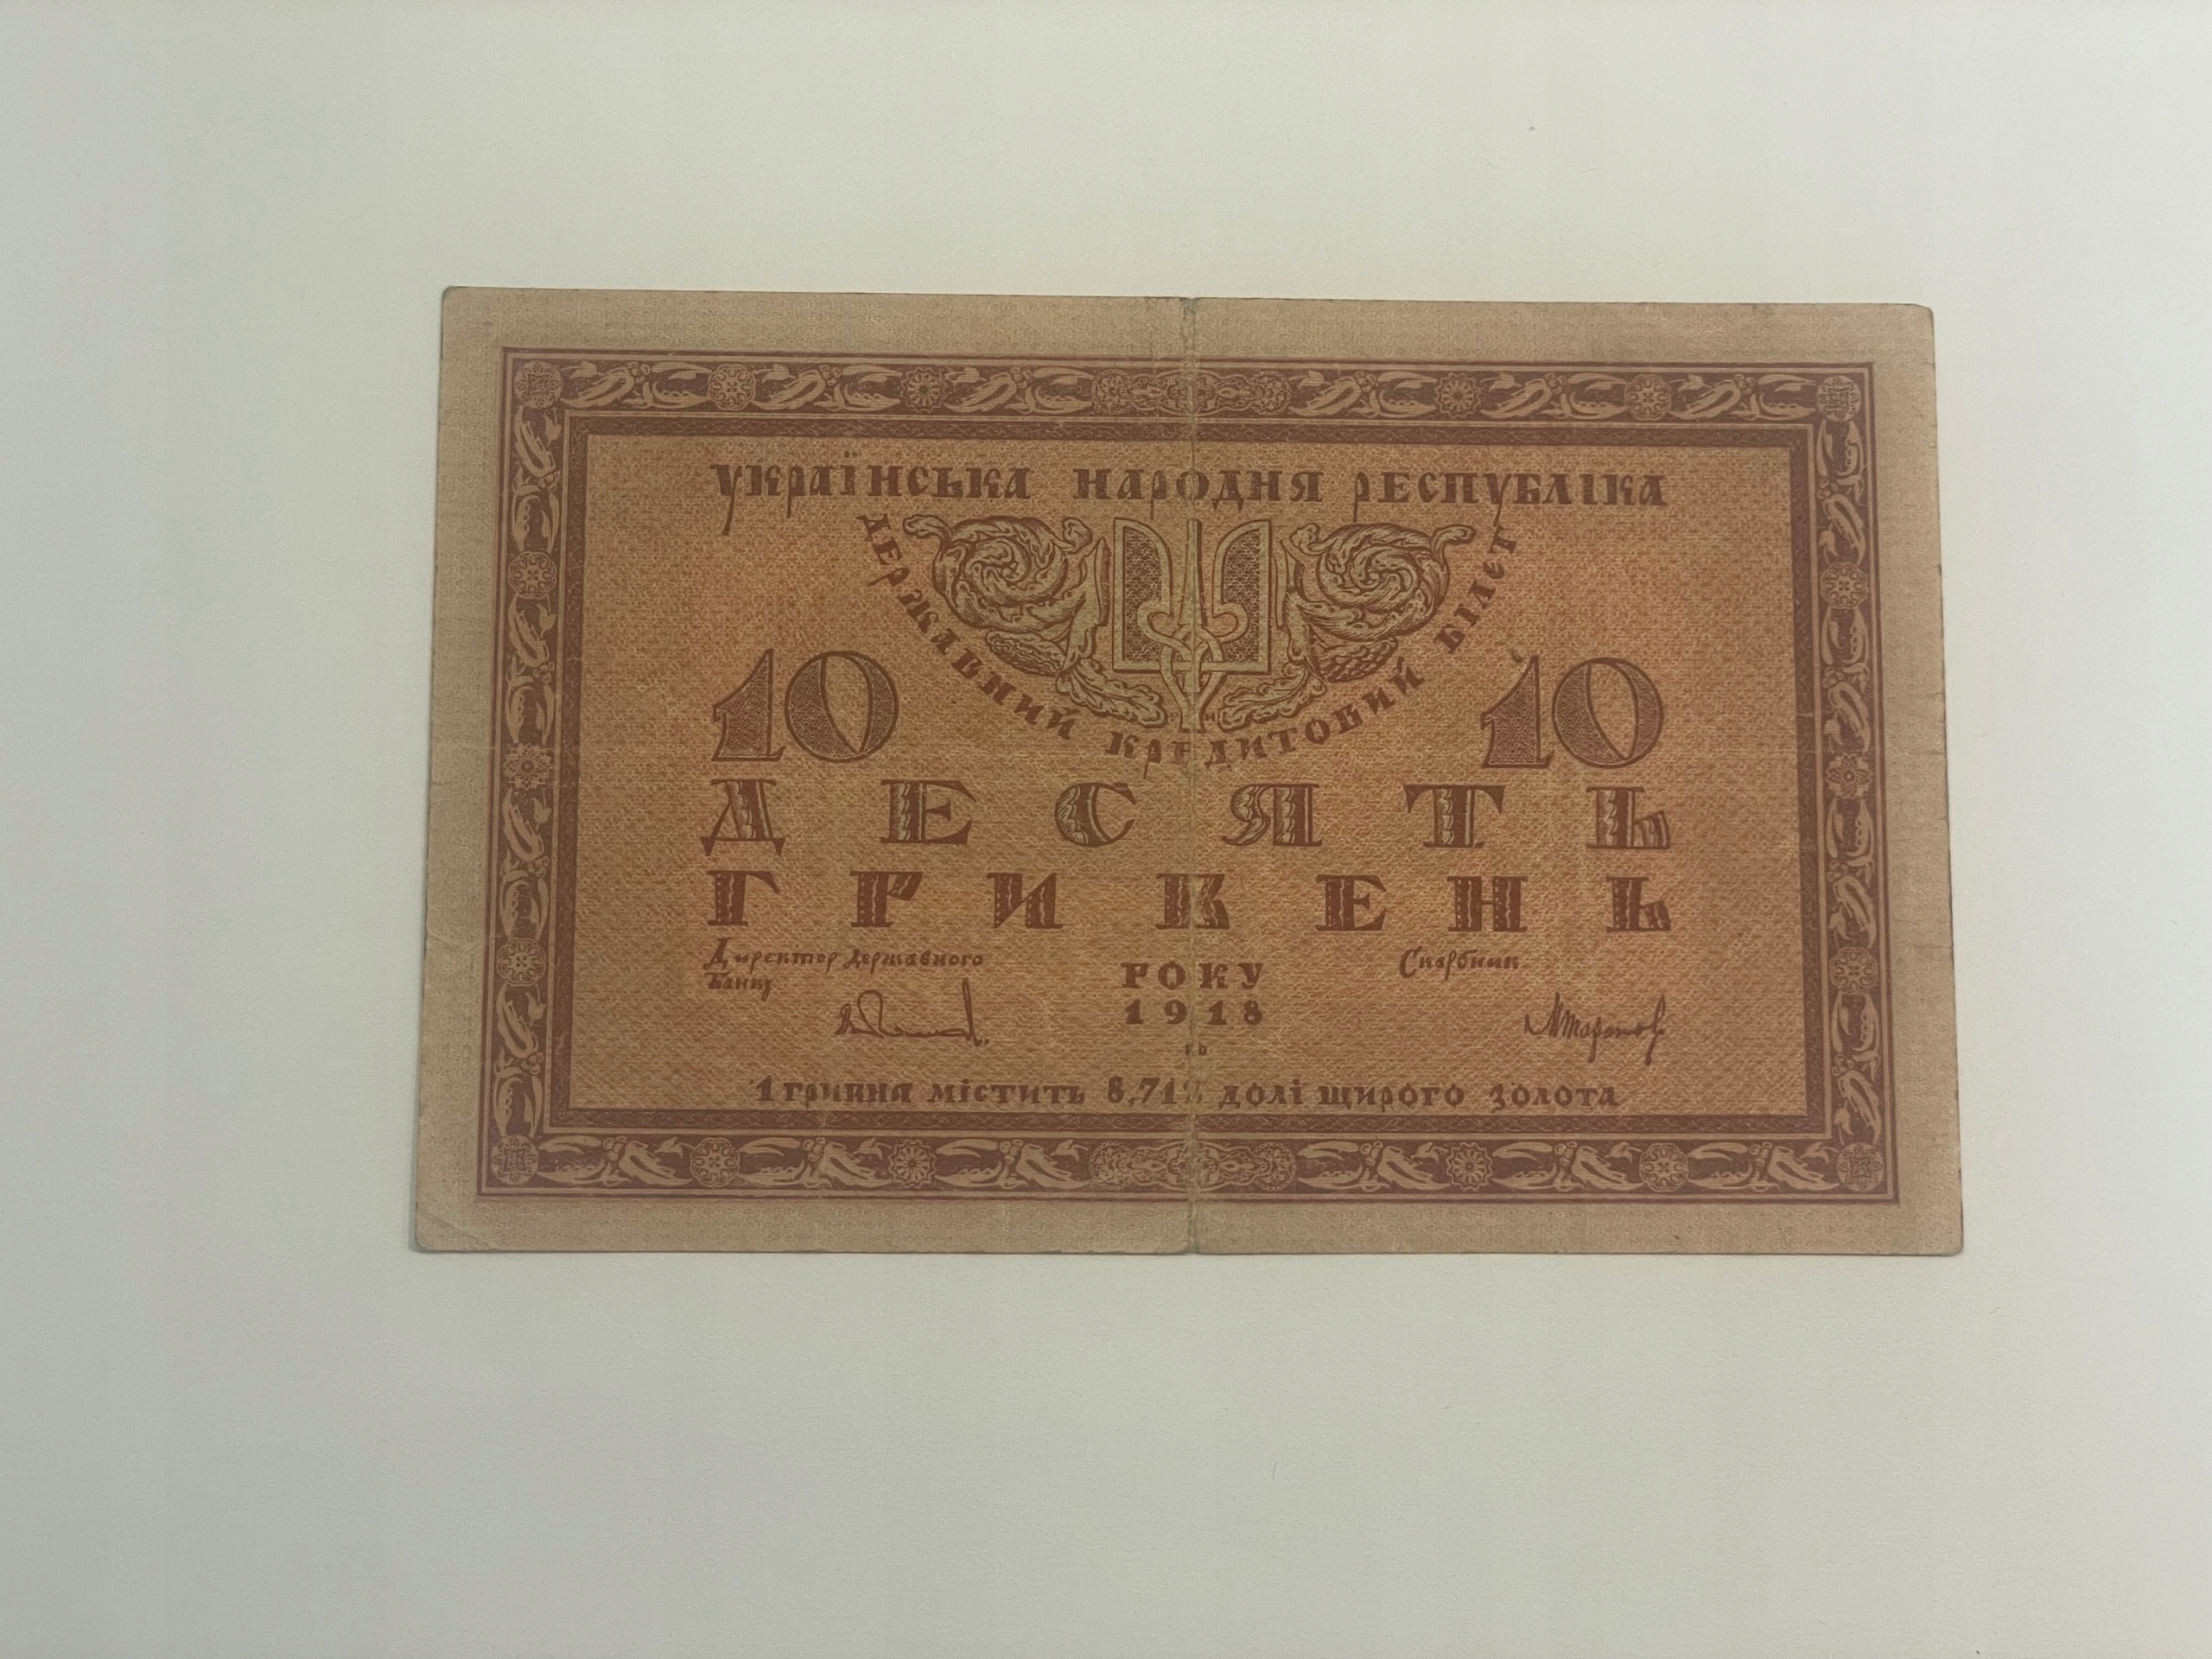 УКРАЇНСЬКА НАРОДНЯ РЕСПУБЛІКА
ДЕРЖАВНИЙ КРЕДИТОВИЙ БІЛЕТ
10 10
ДЕСЯТЬ
ГРИВЕНЬ
Директор Державного
Банку
Скарбник
РОКУ
1918
1 гривня містить 8,712 долі щирого золота